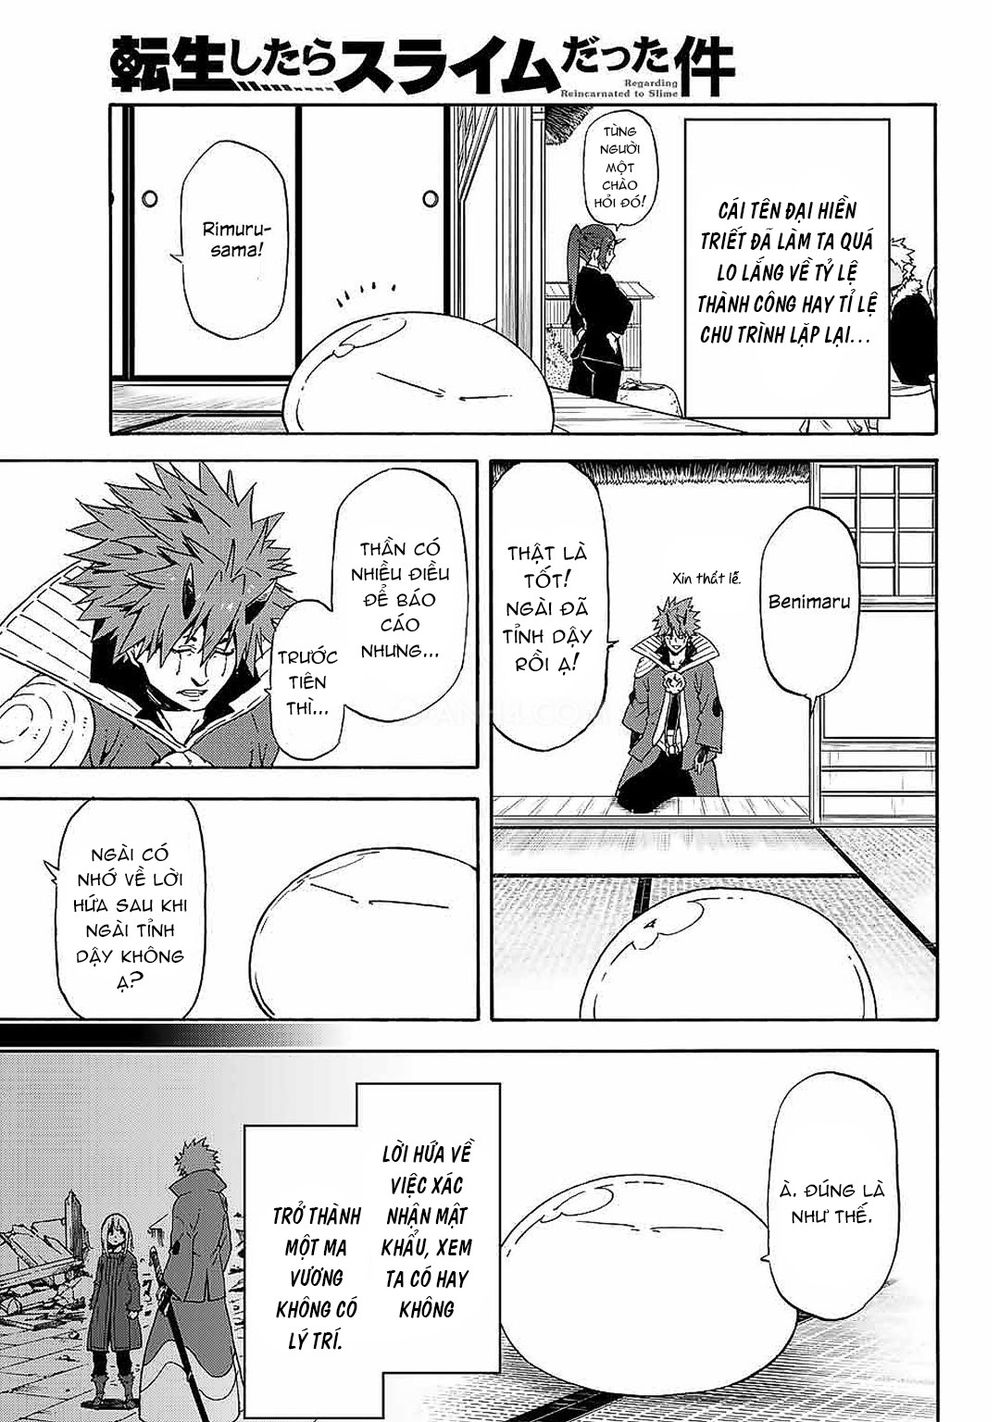 転生したらスライムだった件
Regarding
Reincarnated to Slime
CÁI TÊN ĐẠI HIỀN
TRIẾT ĐÃ LÀM TA QUÁ
LO LẮNG VỀ TỶ LỆ
THÀNH CÔNG HAY TỈ LỆ
CHU TRÌNH LẶP LẠI...
TỪNG
NGƯỜI
MỘT
CHÀO
HỎI ĐÓ!
Rimuru-
sama!
Benimaru
Xin thất lễ.
THẬT LÀ
TỐT!
NGÀI ĐÃ
TỈNH DẬY
RỒI Ạ!
THẦN CÓ
NHIỀU ĐIỀU
ĐỂ BÁO
CÁO
NHƯNG...
TRƯỚC
TIÊN
THÌ...
NGÀI CÓ
NHỚ VỀ LỜI
HỨA SAU KHI
NGÀI TỈNH
DẬY KHÔNG
Ạ?
À. ĐÚNG LÀ
NHƯ THẾ.
LỜI HỨA VỀ
VIỆC XÁC
NHẬN MẬT
KHẨU, XEM
TA CÓ HAY
KHÔNG
TRỞ THÀNH
MỘT MA
VƯƠNG
KHÔNG CÓ
LÝ TRÍ.